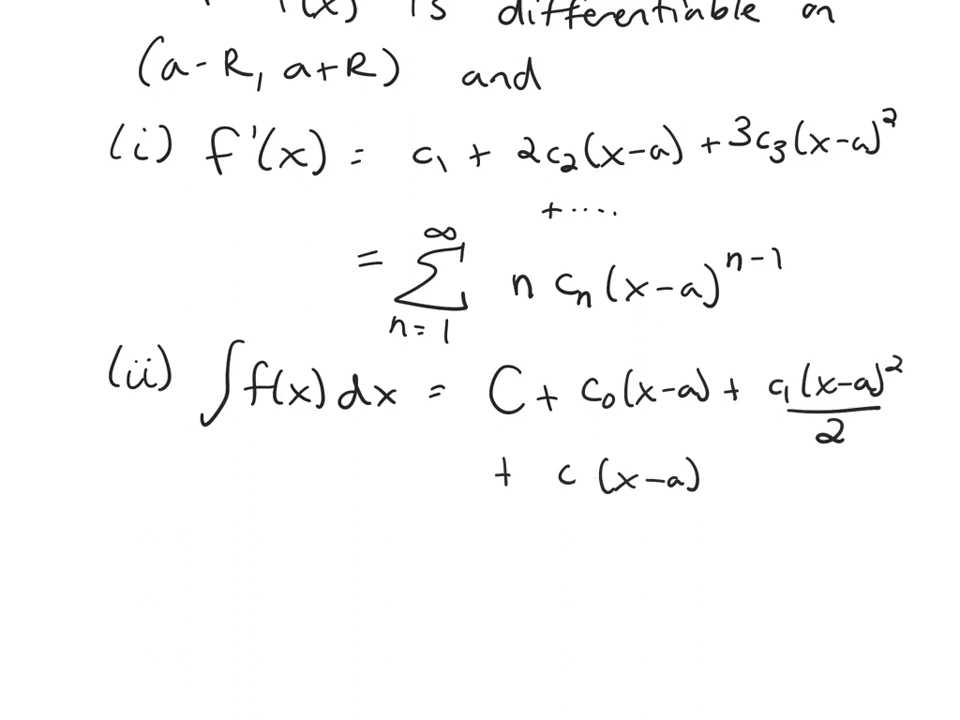 f(x) is differentiable on
(a-R, a+R) and
(i) f'(x) = c₁ + 2c₂(x-a) + 3c₃(x-a)²
+ ....
= ∑_{n=1}^{∞} n cₙ (x-a)^{n-1}
(ii) ∫f(x) dx = C + c₀(x-a) + c₁(x-a)²/2
+ c (x-a)